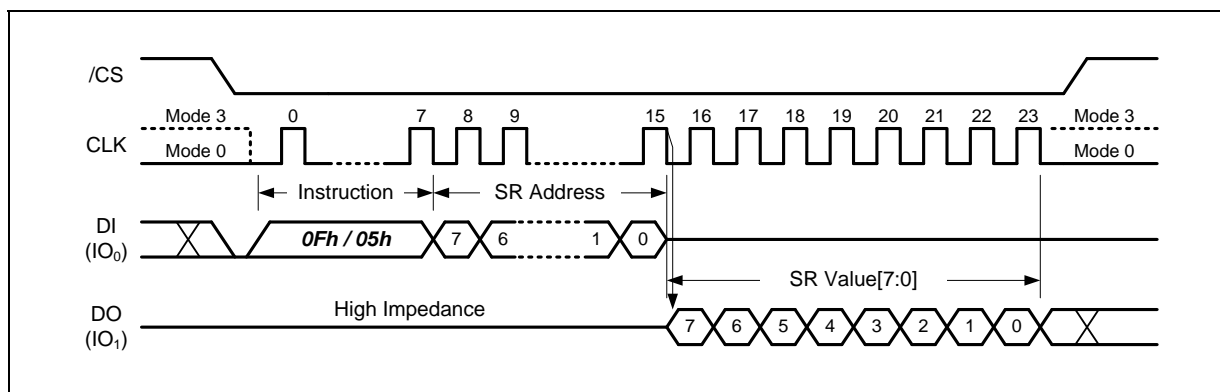 /CS
Mode 3 0 7 8 9 15 16 17 18 19 20 21 22 23 Mode 3
CLK
Mode 0 Mode 0
Instruction SR Address
DI
(IO₀)
0Fh / 05h 7 6 1 0
SR Value[7:0]
High Impedance
DO
(IO₁)
7 6 5 4 3 2 1 0